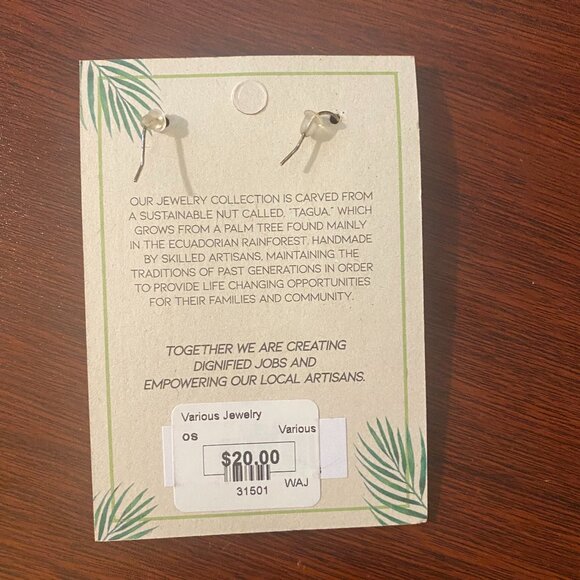 OUR JEWELRY COLLECTION IS CARVED FROM
A SUSTAINABLE NUT CALLED, "TAGUA," WHICH
GROWS FROM A PALM TREE FOUND MAINLY
IN THE ECUADORIAN RAINFOREST. HANDMADE
BY SKILLED ARTISANS, MAINTAINING THE
TRADITIONS OF PAST GENERATIONS IN ORDER
TO PROVIDE LIFE CHANGING OPPORTUNITIES
FOR THEIR FAMILIES AND COMMUNITY.
TOGETHER WE ARE CREATING
DIGNIFIED JOBS AND
EMPOWERING OUR LOCAL ARTISANS.
Various Jewelry
OS Various
$20.00
31501 WAJ